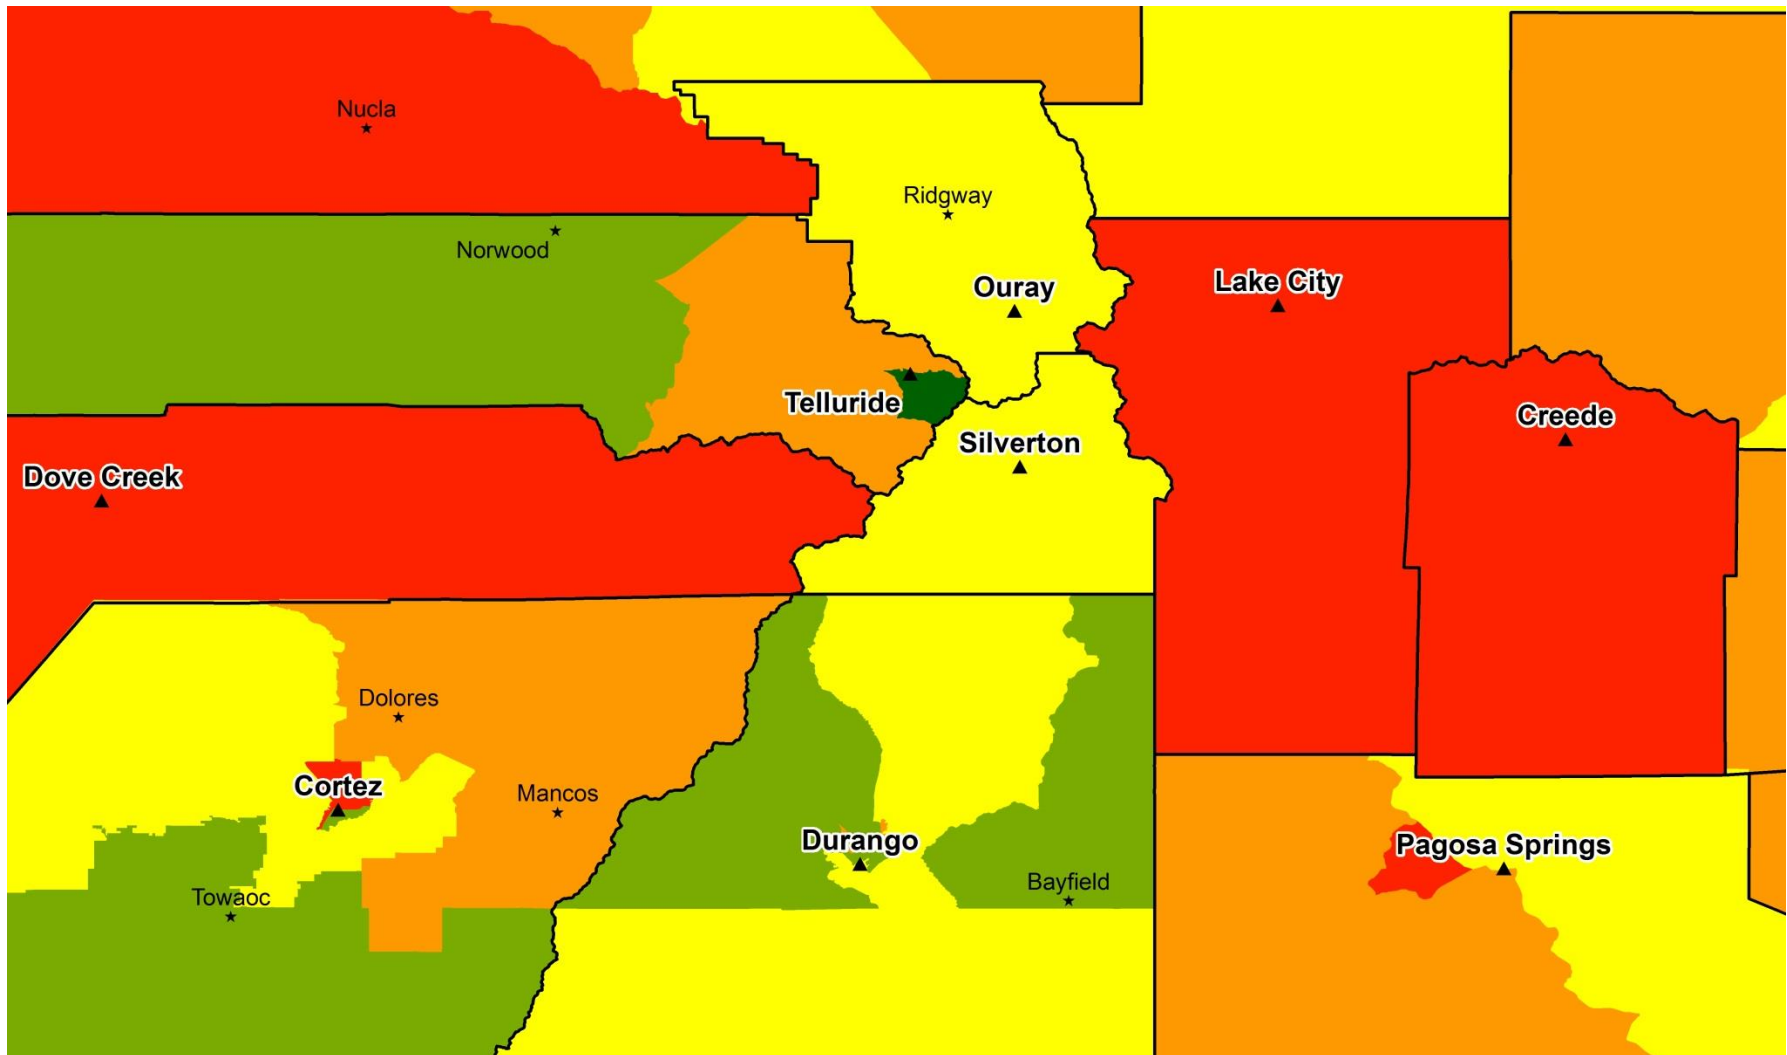 Nucla
Ridgway
Norwood
Ouray
Lake City
Telluride
Creede
Silverton
Dove Creek
Dolores
Cortez
Mancos
Durango
Pagosa Springs
Bayfield
Towaoc